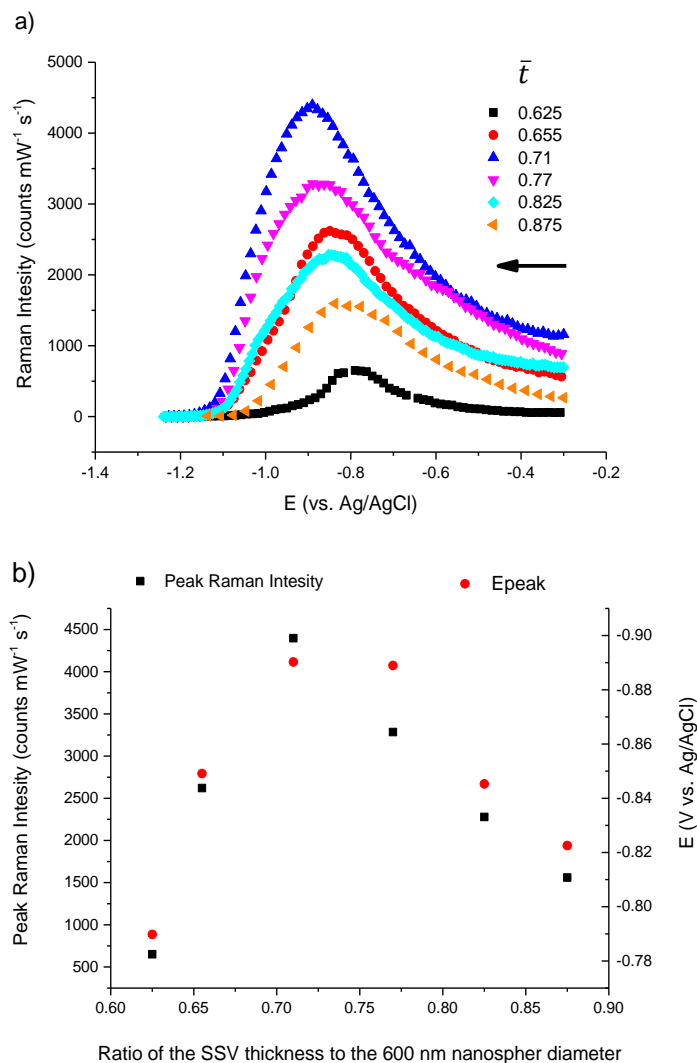 a)
t̄
0.625
0.655
0.71
0.77
0.825
0.875
5000
4000
3000
2000
1000
0
Raman Intesity (counts mW⁻¹ s⁻¹)
-1.4 -1.2 -1.0 -0.8 -0.6 -0.4 -0.2
E (vs. Ag/AgCl)
b)
Peak Raman Intesity Epeak
4500
4000
3500
3000
2500
2000
1500
1000
500
Peak Raman Intesity (counts mW⁻¹ s⁻¹)
-0.90
-0.88
-0.86
-0.84
-0.82
-0.80
-0.78
E (V vs. Ag/AgCl)
0.60 0.65 0.70 0.75 0.80 0.85 0.90
Ratio of the SSV thickness to the 600 nm nanospher diameter